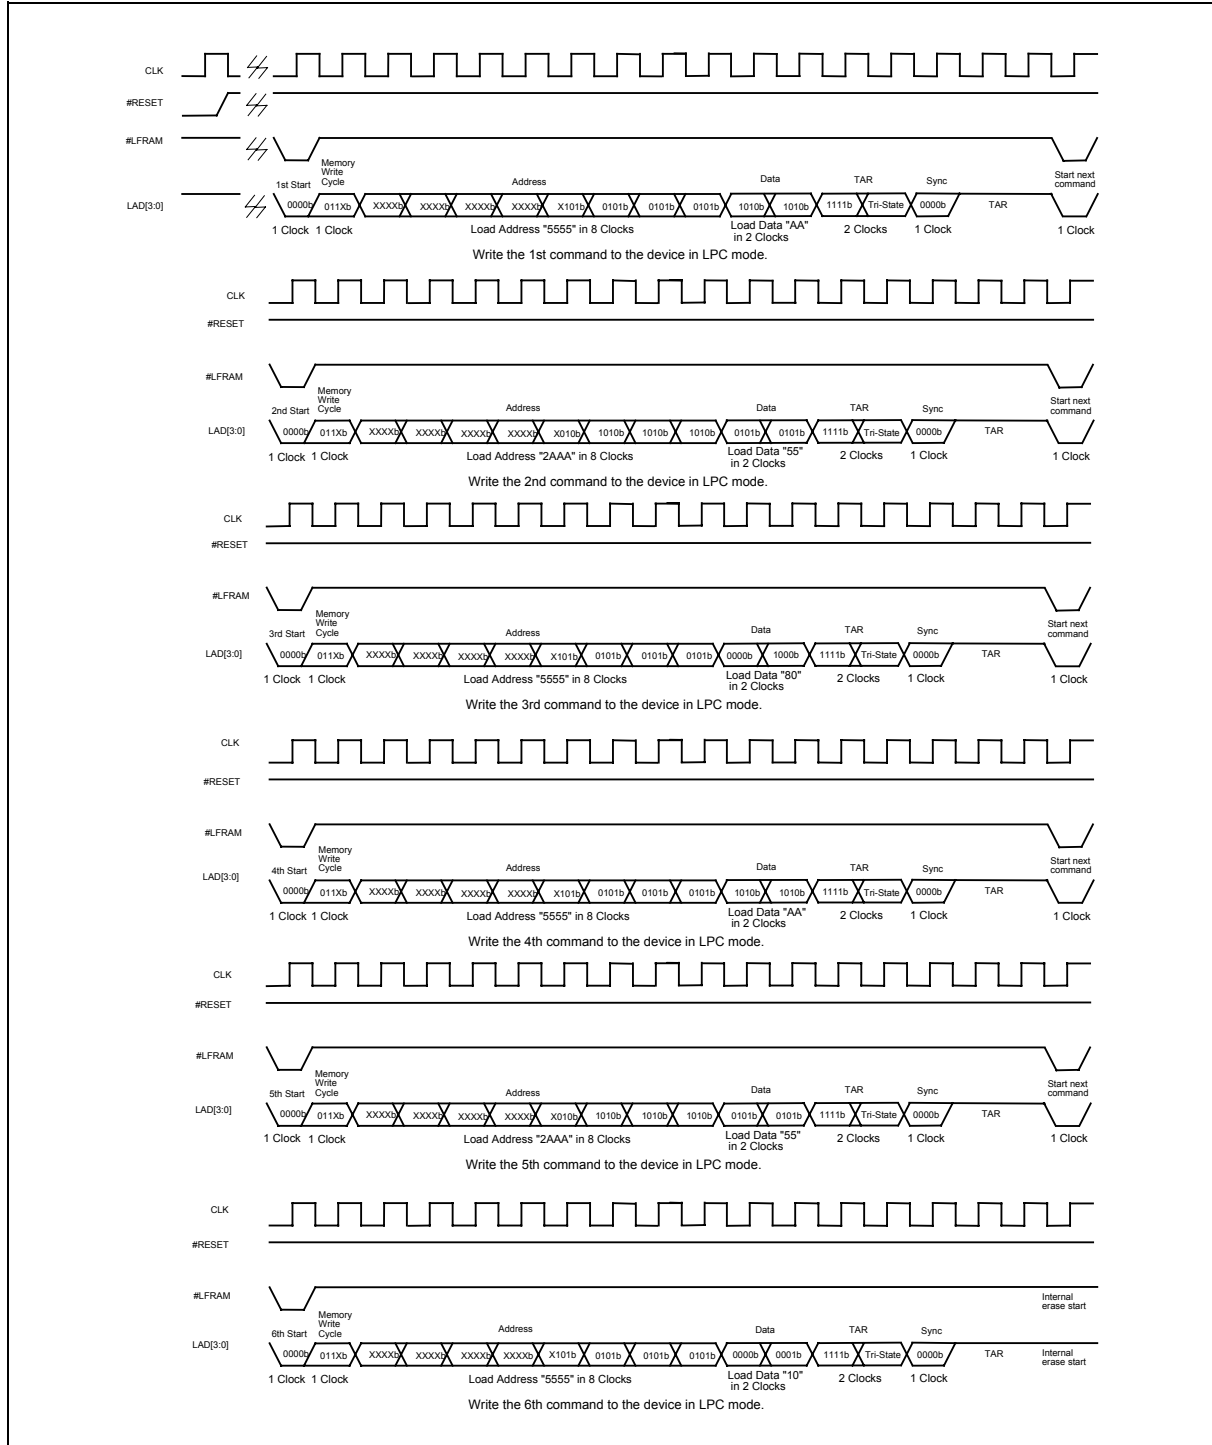 CLK
#RESET
#LFRAM
Memory
Write
Cycle
1st Start
Address
Data
TAR
Sync
Start next
command
LAD[3:0]
0000b 011Xb XXXXb XXXXb XXXXb XXXXb X101b 0101b 0101b 0101b 1010b 1010b 1111b Tri-State 0000b TAR
1 Clock 1 Clock Load Address "5555" in 8 Clocks Load Data "AA"
in 2 Clocks 2 Clocks 1 Clock 1 Clock
Write the 1st command to the device in LPC mode.
CLK
#RESET
#LFRAM
Memory
Write
Cycle
2nd Start
Address
Data
TAR
Sync
Start next
command
LAD[3:0]
0000b 011Xb XXXXb XXXXb XXXXb XXXXb X010b 1010b 1010b 1010b 0101b 0101b 1111b Tri-State 0000b TAR
1 Clock 1 Clock Load Address "2AAA" in 8 Clocks Load Data "55"
in 2 Clocks 2 Clocks 1 Clock 1 Clock
Write the 2nd command to the device in LPC mode.
CLK
#RESET
#LFRAM
Memory
Write
Cycle
3rd Start
Address
Data
TAR
Sync
Start next
command
LAD[3:0]
0000b 011Xb XXXXb XXXXb XXXXb XXXXb X101b 0101b 0101b 0101b 0000b 1000b 1111b Tri-State 0000b TAR
1 Clock 1 Clock Load Address "5555" in 8 Clocks Load Data "80"
in 2 Clocks 2 Clocks 1 Clock 1 Clock
Write the 3rd command to the device in LPC mode.
CLK
#RESET
#LFRAM
Memory
Write
Cycle
4th Start
Address
Data
TAR
Sync
Start next
command
LAD[3:0]
0000b 011Xb XXXXb XXXXb XXXXb XXXXb X101b 0101b 0101b 0101b 1010b 1010b 1111b Tri-State 0000b TAR
1 Clock 1 Clock Load Address "5555" in 8 Clocks Load Data "AA"
in 2 Clocks 2 Clocks 1 Clock 1 Clock
Write the 4th command to the device in LPC mode.
CLK
#RESET
#LFRAM
Memory
Write
Cycle
5th Start
Address
Data
TAR
Sync
Start next
command
LAD[3:0]
0000b 011Xb XXXXb XXXXb XXXXb XXXXb X010b 1010b 1010b 1010b 0101b 0101b 1111b Tri-State 0000b TAR
1 Clock 1 Clock Load Address "2AAA" in 8 Clocks Load Data "55"
in 2 Clocks 2 Clocks 1 Clock 1 Clock
Write the 5th command to the device in LPC mode.
CLK
#RESET
#LFRAM
Internal
erase start
Memory
Write
Cycle
6th Start
Address
Data
TAR
Sync
LAD[3:0]
0000b 011Xb XXXXb XXXXb XXXXb XXXXb X101b 0101b 0101b 0101b 0000b 0001b 1111b Tri-State 0000b TAR Internal
erase start
1 Clock 1 Clock Load Address "5555" in 8 Clocks Load Data "10"
in 2 Clocks 2 Clocks 1 Clock
Write the 6th command to the device in LPC mode.